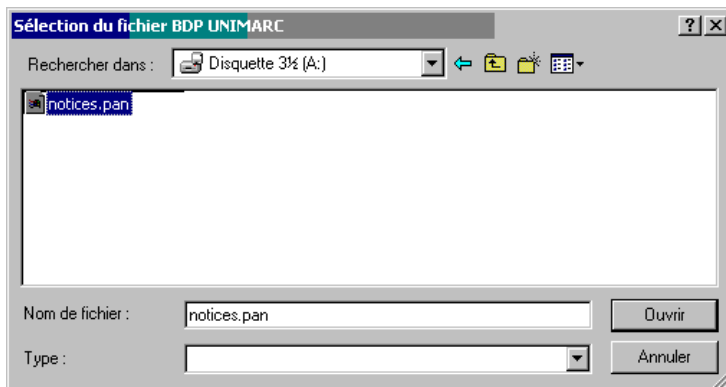 Sélection du fichier BDP UNIMARC
Rechercher dans :
Disquette 3½ (A:)
notices.pan
Nom de fichier :
notices.pan
Ouvrir
Type :
Annuler